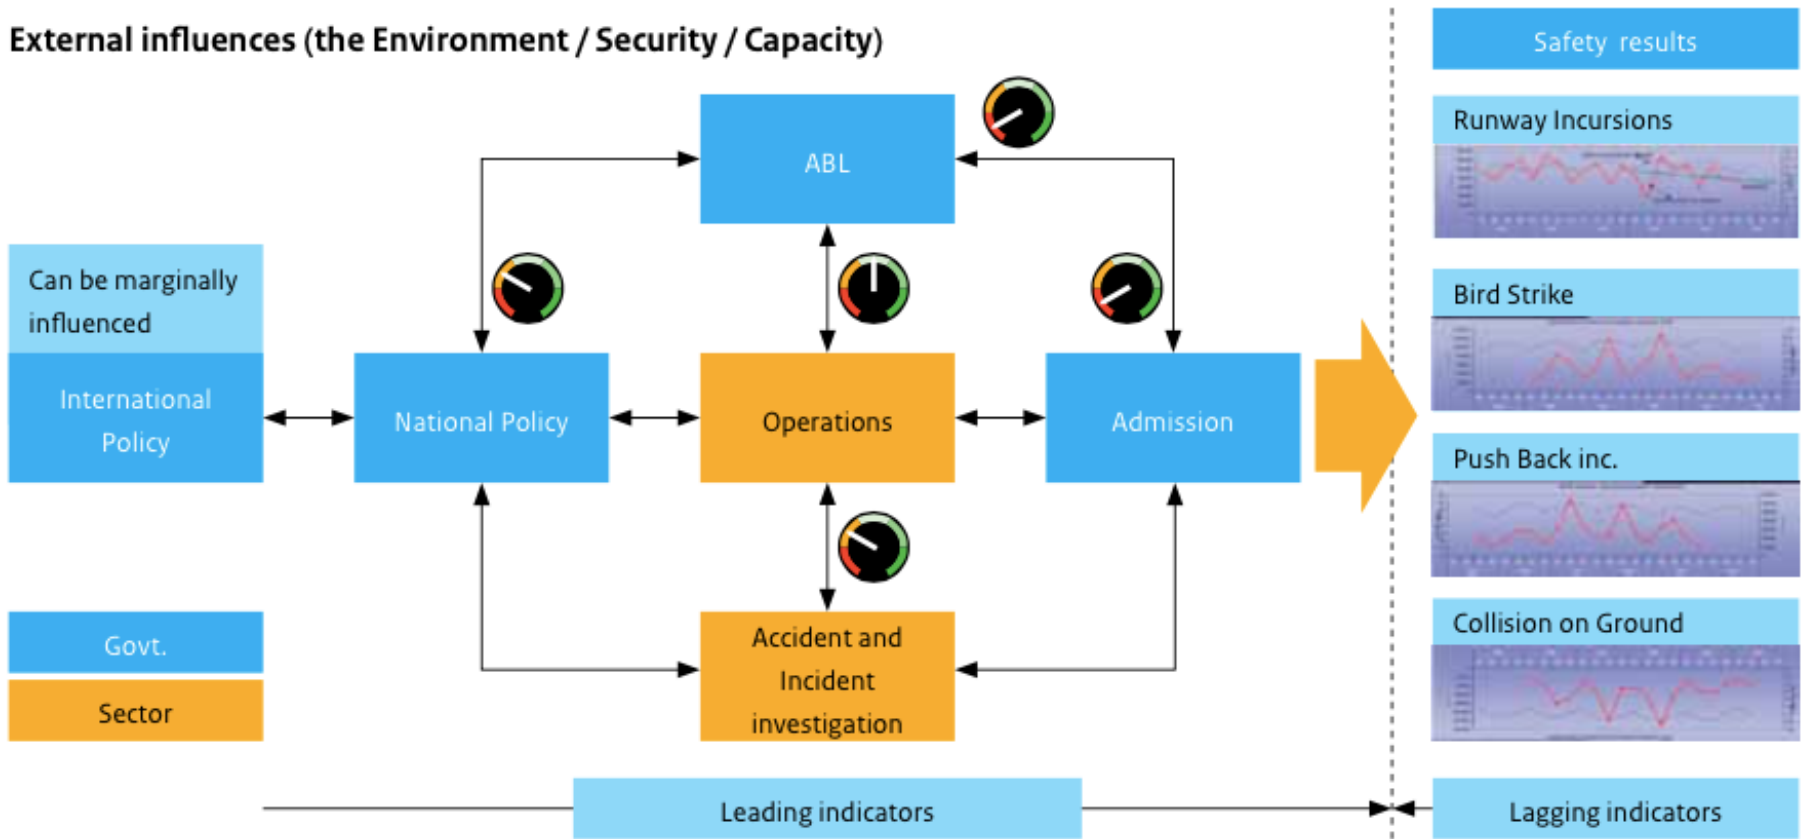 External influences (the Environment / Security / Capacity)
Safety results
ABL
Runway Incursions
Can be marginally
influenced
Bird Strike
International
Policy
National Policy
Operations
Admission
Push Back inc.
Govt.
Sector
Accident and
Incident
investigation
Collision on Ground
Leading indicators
Lagging indicators